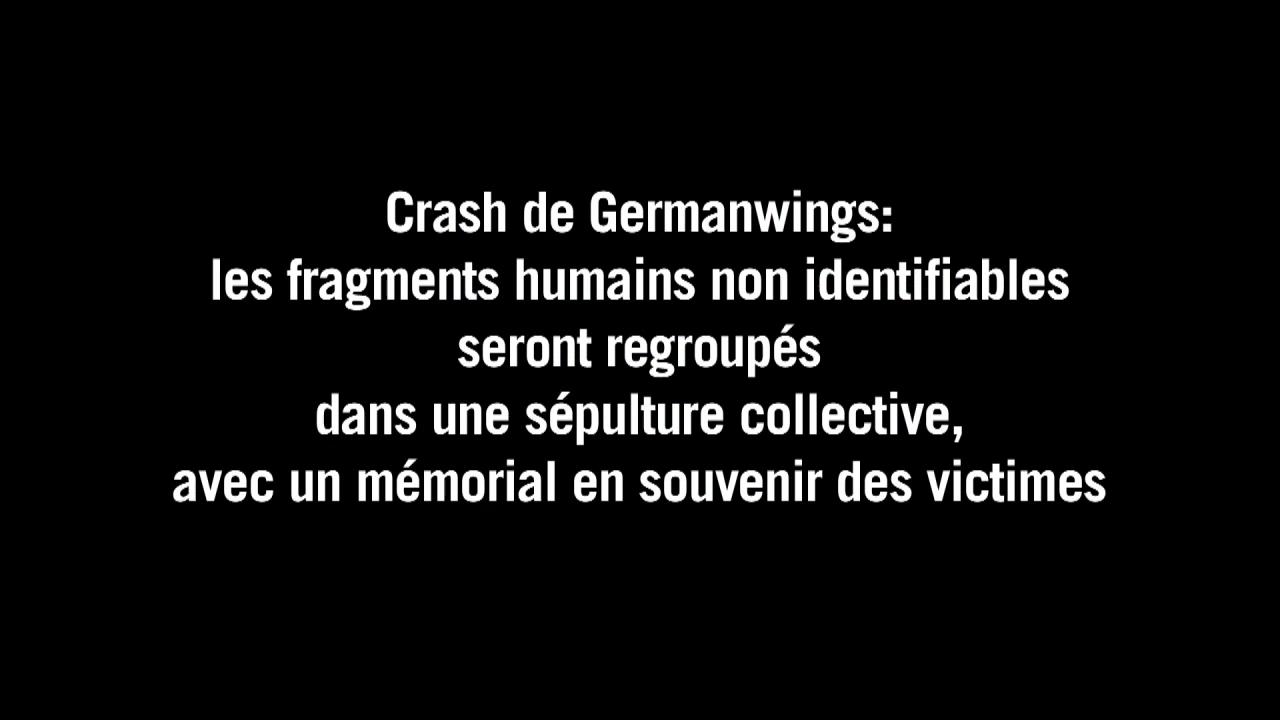 Crash de Germanwings:
les fragments humains non identifiables
seront regroupés
dans une sépulture collective,
avec un mémorial en souvenir des victimes